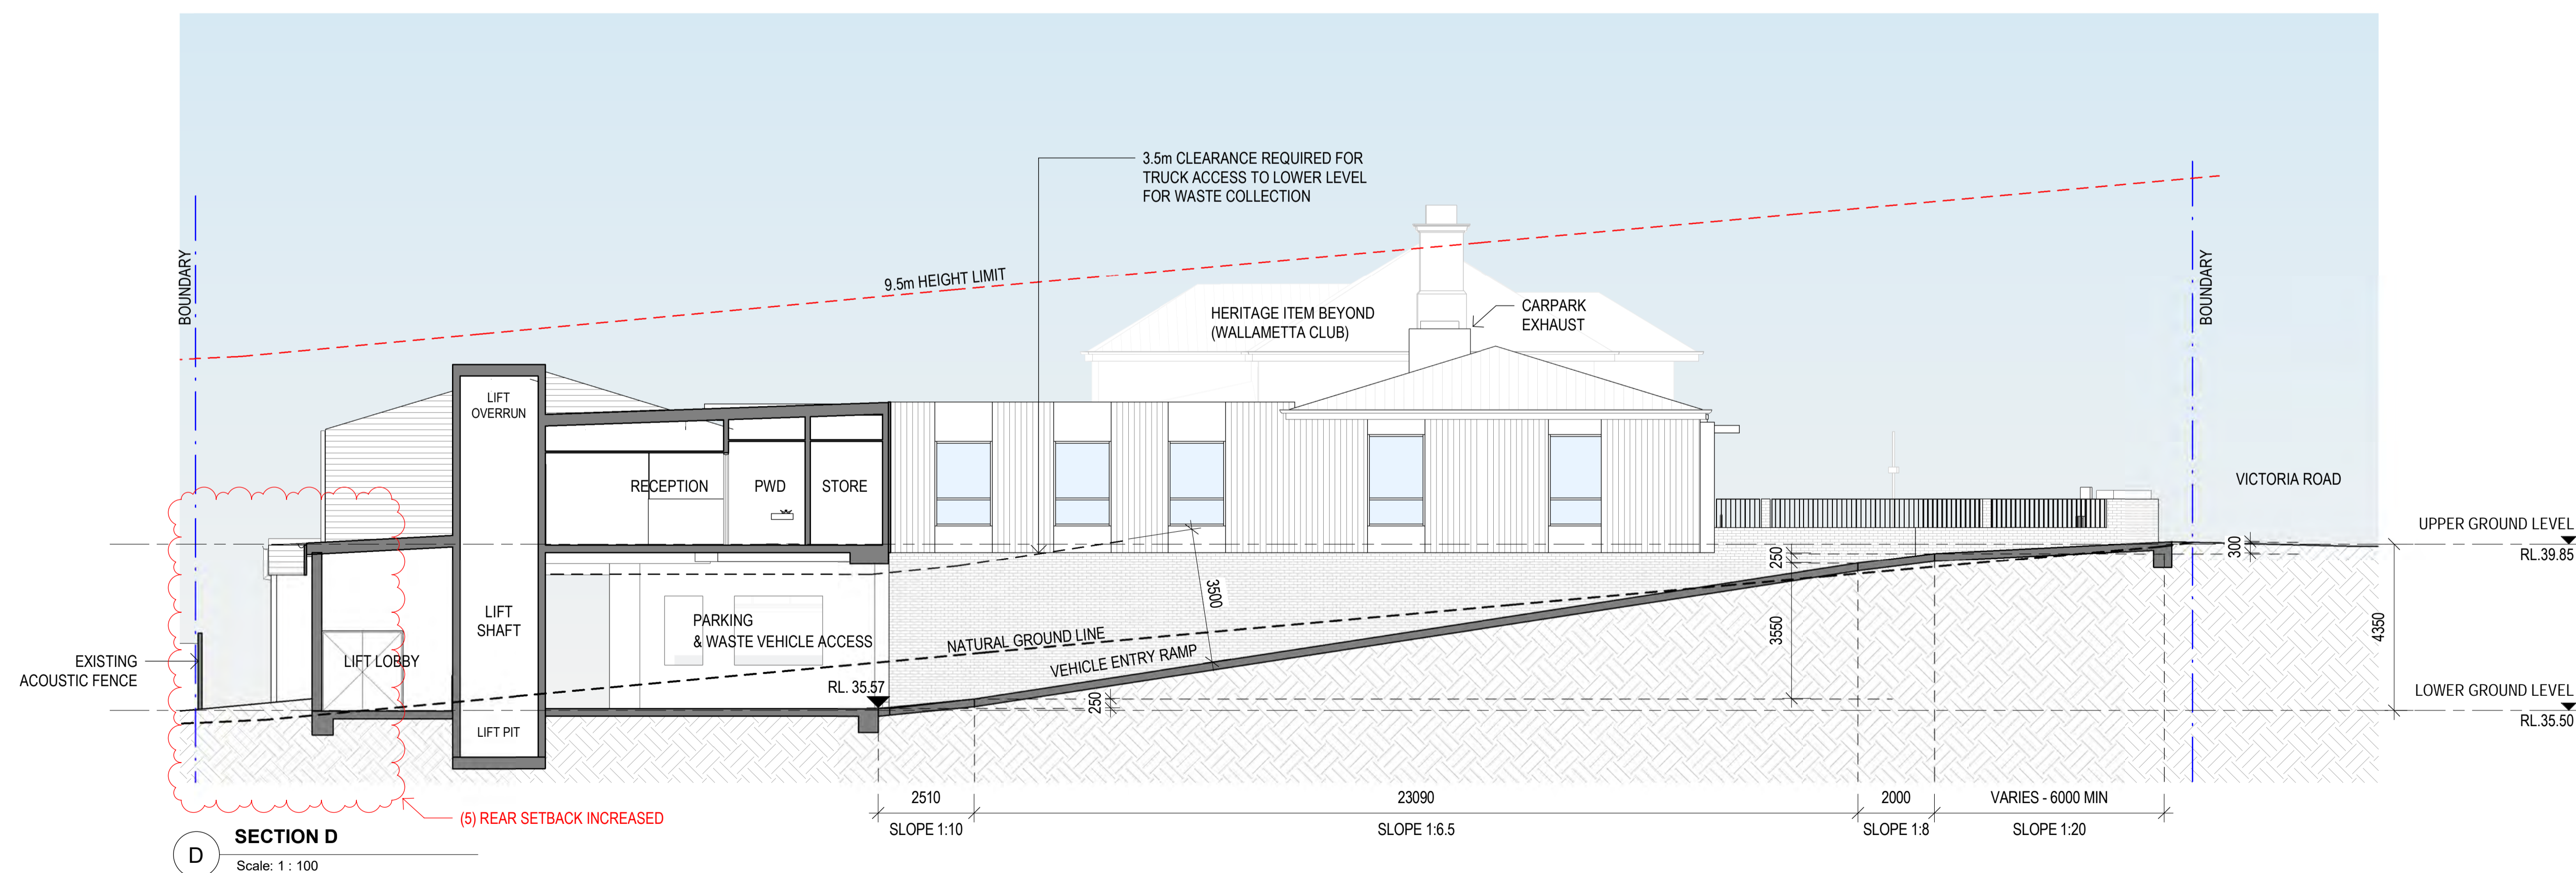 3.5m CLEARANCE REQUIRED FOR
TRUCK ACCESS TO LOWER LEVEL
FOR WASTE COLLECTION
BOUNDARY
9.5m HEIGHT LIMIT
HERITAGE ITEM BEYOND
(WALLAMETTA CLUB)
CARPARK
EXHAUST
BOUNDARY
LIFT
OVERRUN
RECEPTION
PWD
STORE
VICTORIA ROAD
UPPER GROUND LEVEL
RL.39.85
300
250
3500
3550
4350
LIFT
SHAFT
PARKING
& WASTE VEHICLE ACCESS
NATURAL GROUND LINE
VEHICLE ENTRY RAMP
EXISTING
ACOUSTIC FENCE
LIFT LOBBY
RL. 35.57
250
LOWER GROUND LEVEL
RL.35.50
LIFT PIT
2510
23090
2000
VARIES - 6000 MIN
SLOPE 1:10
SLOPE 1:6.5
SLOPE 1:8
SLOPE 1:20
(5) REAR SETBACK INCREASED
D
SECTION D
Scale: 1 : 100